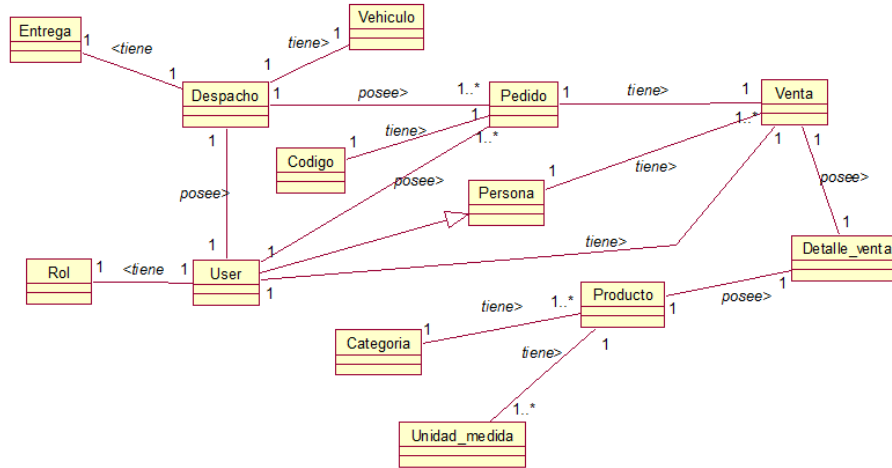 Vehiculo
Entrega
1
<tiene
tiene>
1
1
1
Despacho
1
posee>
1..*
Pedido
1
tiene>
1
Venta
1
1
tiene>
1..*
1..*
1
1
Codigo
1
posee>
posee>
tiene>
Persona
1
posee>
1
1
tiene>
1
Detalle_venta
Rol
1
<tiene
1
User
1
1
posee>
Producto
1
1..*
tiene>
Categoria
1
tiene>
1
1..*
Unidad_medida